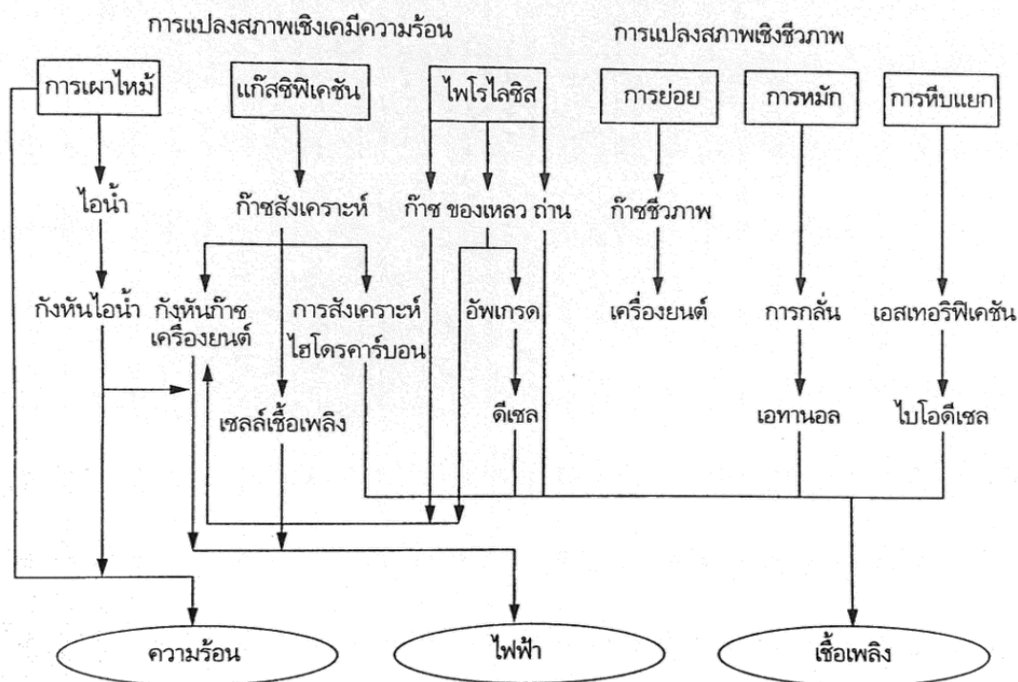 การแปลงสภาพเชิงเคมีความร้อน
การแปลงสภาพเชิงชีวภาพ
การเผาไหม้
แก๊สซิฟิเคชัน
ไพโรไลซิส
การย่อย
การหมัก
การหีบแยก
ไอน้ำ
ก๊าซสังเคราะห์
ก๊าซ ของเหลว ถ่าน
ก๊าซชีวภาพ
กังหันไอน้ำ
กังหันก๊าซ
เครื่องยนต์
การสังเคราะห์
ไฮโดรคาร์บอน
อัพเกรด
เครื่องยนต์
การกลั่น
เอสเทอริฟิเคชัน
เซลล์เชื้อเพลิง
ดีเซล
เอทานอล
ไบโอดีเซล
ความร้อน
ไฟฟ้า
เชื้อเพลิง